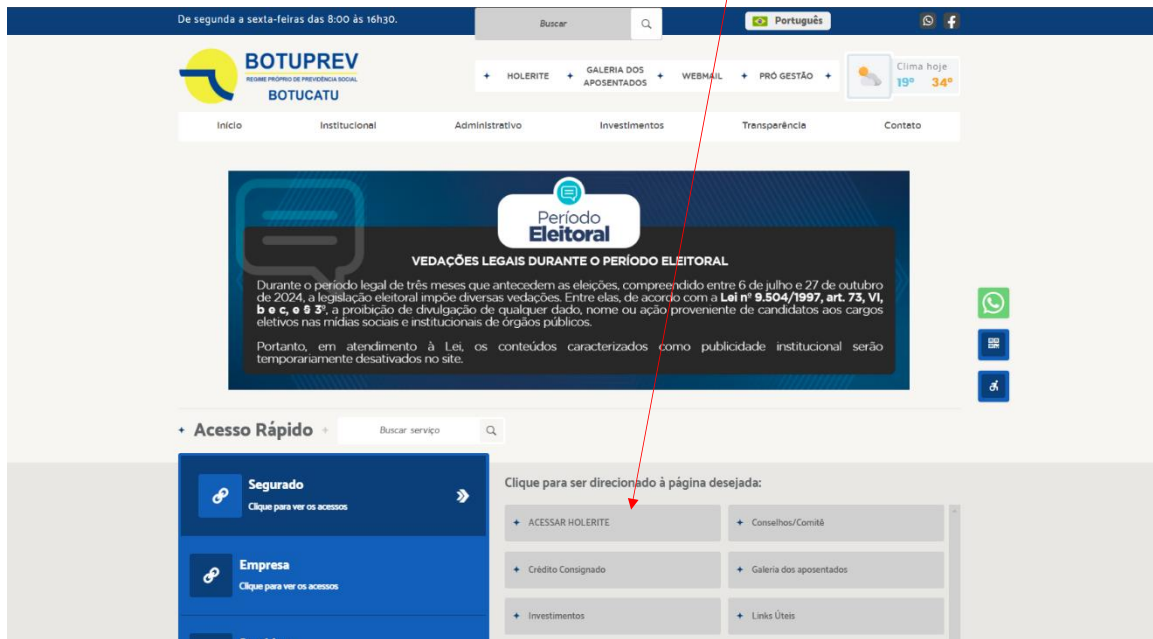 De segunda a sexta-feiras das 8:00 às 16h30.
Buscar
Português
BOTUPREV
REGIME PRÓPRIO DE PREVIDÊNCIA SOCIAL
BOTUCATU
HOLERITE
GALERIA DOS
APOSENTADOS
WEBMAIL
PRÓ GESTÃO
Clima hoje
19º 34º
Início
Institucional
Administrativo
Investimentos
Transparência
Contato
Período
Eleitoral
VEDAÇÕES LEGAIS DURANTE O PERÍODO ELEITORAL
Durante o período legal de três meses que antecedem as eleições, compreendido entre 6 de julho e 27 de outubro
de 2024, a legislação eleitoral impõe diversas vedações. Entre elas, de acordo com a Lei nº 9.504/1997, art. 73, VI,
b e c, e § 3º, a proibição de divulgação de qualquer dado, nome ou ação proveniente de candidatos aos cargos
eletivos nas mídias sociais e institucionais de órgãos públicos.
Portanto, em atendimento à Lei, os conteúdos caracterizados como publicidade institucional serão
temporariamente desativados no site.
Acesso Rápido
Buscar serviço
Segurado
Clique para ver os acessos
Empresa
Clique para ver os acessos
Clique para ser direcionado à página desejada:
ACESSAR HOLERITE
Conselhos/Comitê
Crédito Consignado
Galeria dos aposentados
Investimentos
Links Úteis